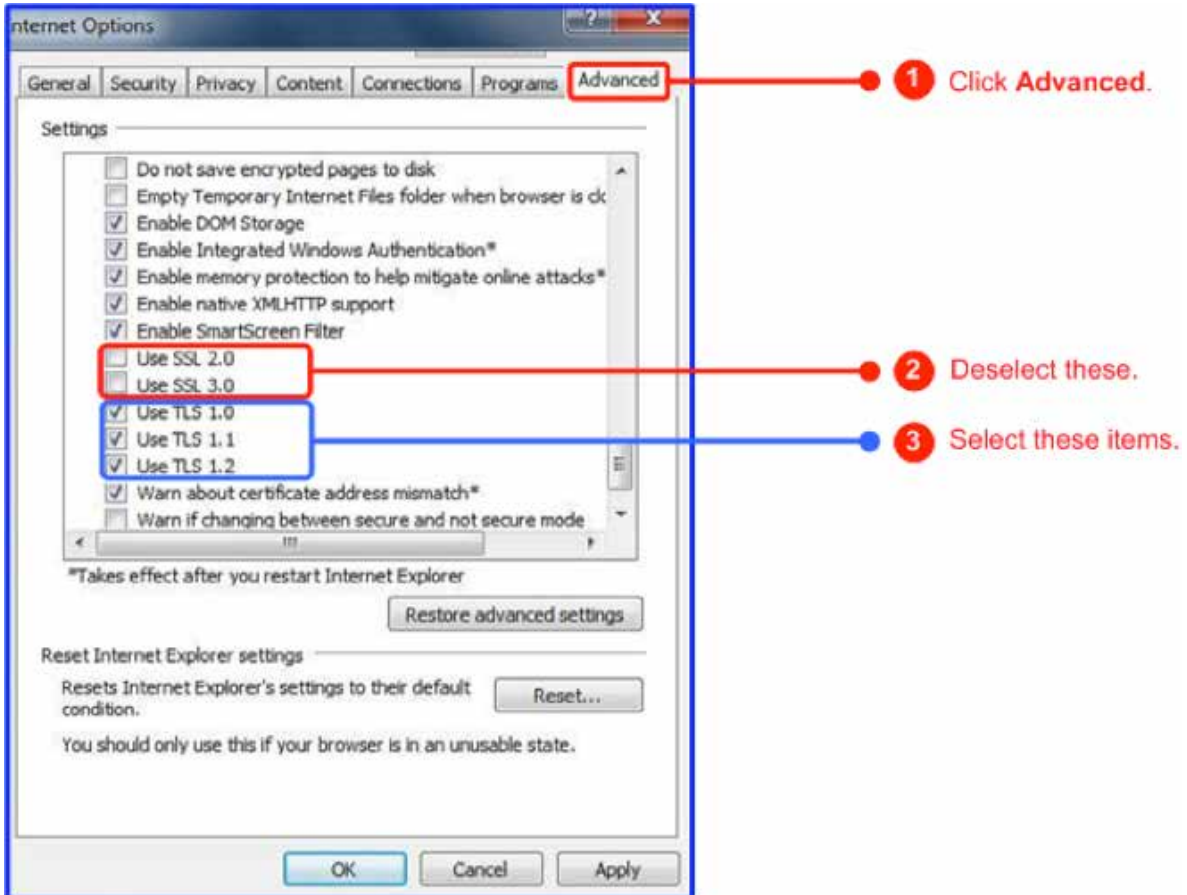 nternet Options
?
X
General Security Privacy Content Connections Programs Advanced
1 Click Advanced.
Settings
Do not save encrypted pages to disk
Empty Temporary Internet Files folder when browser is clo
Enable DOM Storage
Enable Integrated Windows Authentication*
Enable memory protection to help mitigate online attacks*
Enable native XMLHTTP support
Enable SmartScreen Filter
Use SSL 2.0
Use SSL 3.0
2 Deselect these.
Use TLS 1.0
Use TLS 1.1
Use TLS 1.2
3 Select these items.
Warn about certificate address mismatch*
Warn if changing between secure and not secure mode
*Takes effect after you restart Internet Explorer
Restore advanced settings
Reset Internet Explorer settings
Resets Internet Explorer's settings to their default
condition.
Reset...
You should only use this if your browser is in an unusable state.
OK Cancel Apply